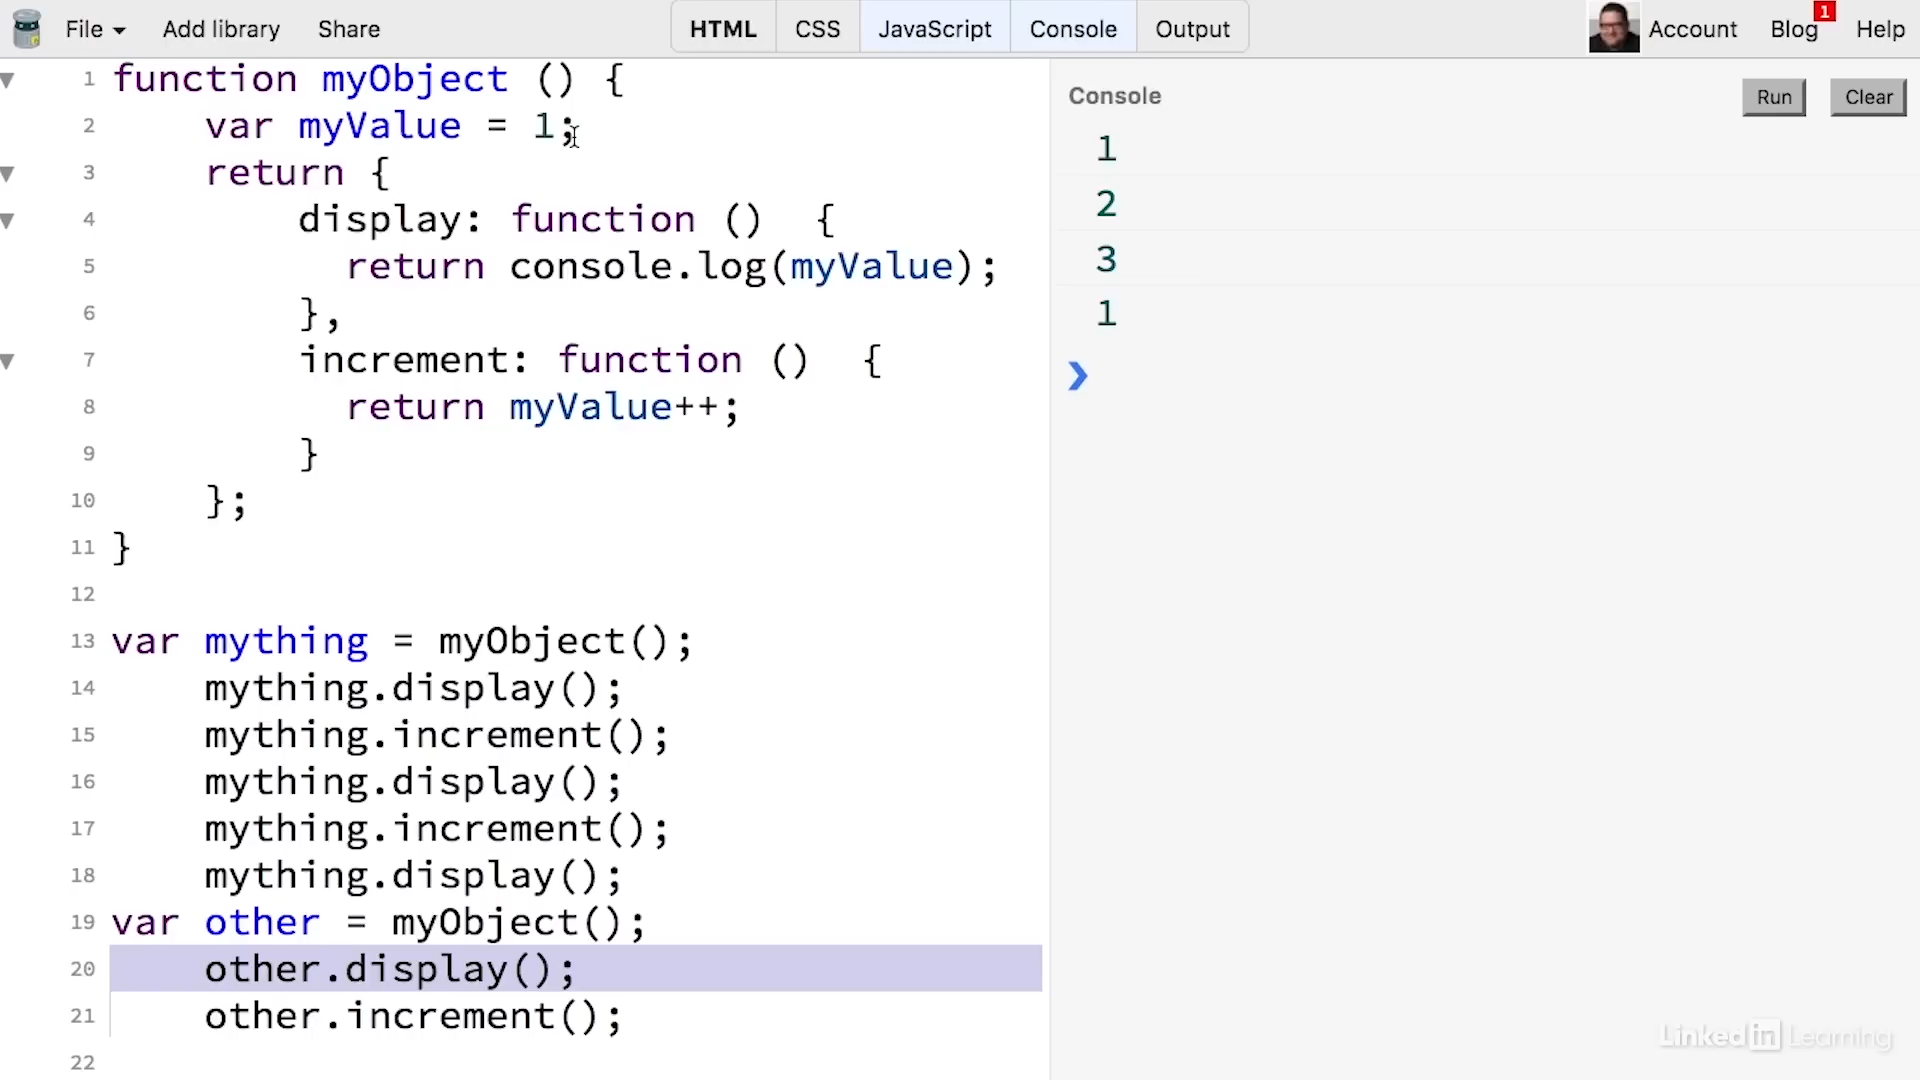 File Add library Share HTML CSS JavaScript Console Output Account Blog 1 Help
1 function myObject () {
2 var myValue = 1;
3 return {
4 display: function () {
5 return console.log(myValue);
6 },
7 increment: function () {
8 return myValue++;
9 }
10 };
11 }
12
13 var mything = myObject();
14 mything.display();
15 mything.increment();
16 mything.display();
17 mything.increment();
18 mything.display();
19 var other = myObject();
20 other.display();
21 other.increment();
22
Console Run Clear
1
2
3
1
❯
LinkedIn Learning